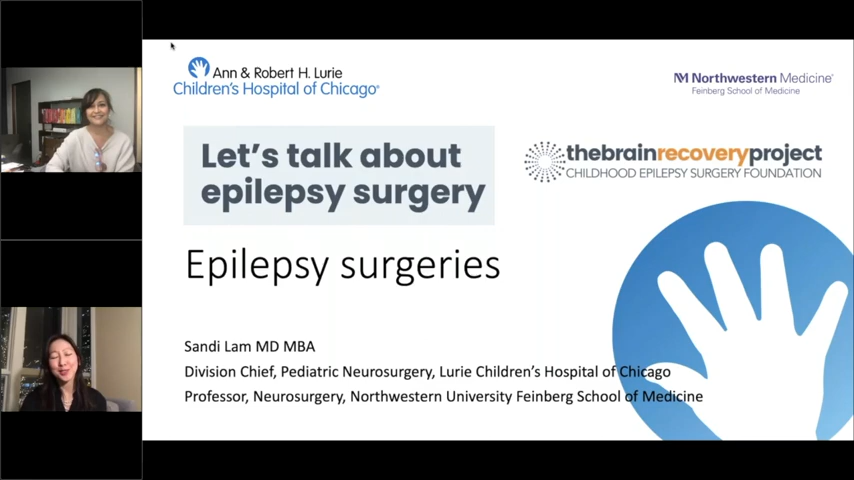 Ann & Robert H. Lurie
Children's Hospital of Chicago®
Northwestern Medicine®
Feinberg School of Medicine
Let's talk about
epilepsy surgery
thebrainrecoveryproject
CHILDHOOD EPILEPSY SURGERY FOUNDATION
Epilepsy surgeries
Sandi Lam MD MBA
Division Chief, Pediatric Neurosurgery, Lurie Children's Hospital of Chicago
Professor, Neurosurgery, Northwestern University Feinberg School of Medicine